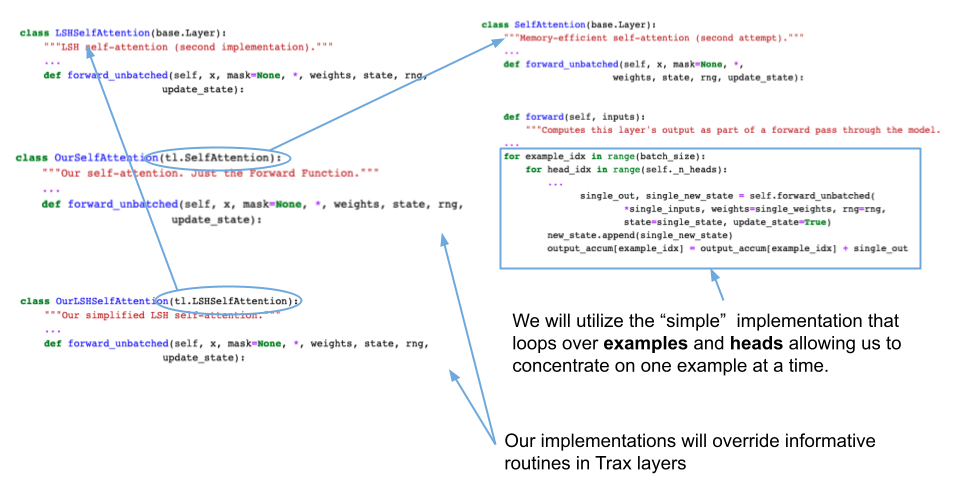 class LSHSelfAttention(base.Layer):
"""LSH self-attention (second implementation)."""
...
def forward_unbatched(self, x, mask=None, *, weights, state, rng,
update_state):
class OurSelfAttention(tl.SelfAttention):
"""Our self-attention. Just the Forward Function."""
...
def forward_unbatched(self, x, mask=None, *, weights, state, rng,
update_state):
class OurLSHSelfAttention(tl.LSHSelfAttention):
"""Our simplified LSH self-attention."""
...
def forward_unbatched(self, x, mask=None, *, weights, state, rng,
update_state):
class SelfAttention(base.Layer):
"""Memory-efficient self-attention (second attempt)."""
...
def forward_unbatched(self, x, mask=None, *,
weights, state, rng, update_state):
def forward(self, inputs):
"""Computes this layer's output as part of a forward pass through the model.
...
for example_idx in range(batch_size):
for head_idx in range(self._n_heads):
...
single_out, single_new_state = self.forward_unbatched(
*single_inputs, weights=single_weights, rng=rng,
state=single_state, update_state=True)
new_state.append(single_new_state)
output_accum[example_idx] = output_accum[example_idx] + single_out
We will utilize the “simple” implementation that
loops over examples and heads allowing us to
concentrate on one example at a time.
Our implementations will override informative
routines in Trax layers